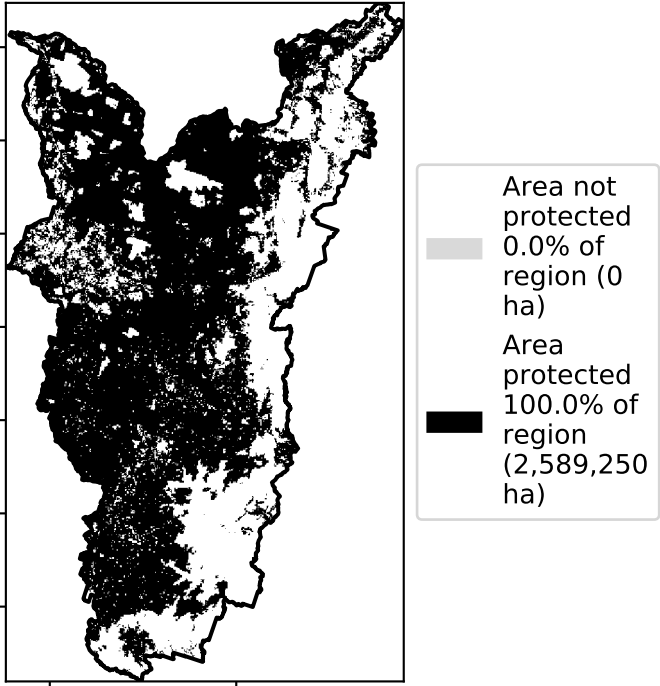 Area not
protected
0.0% of
region (0
ha)
Area
protected
100.0% of
region
(2,589,250
ha)